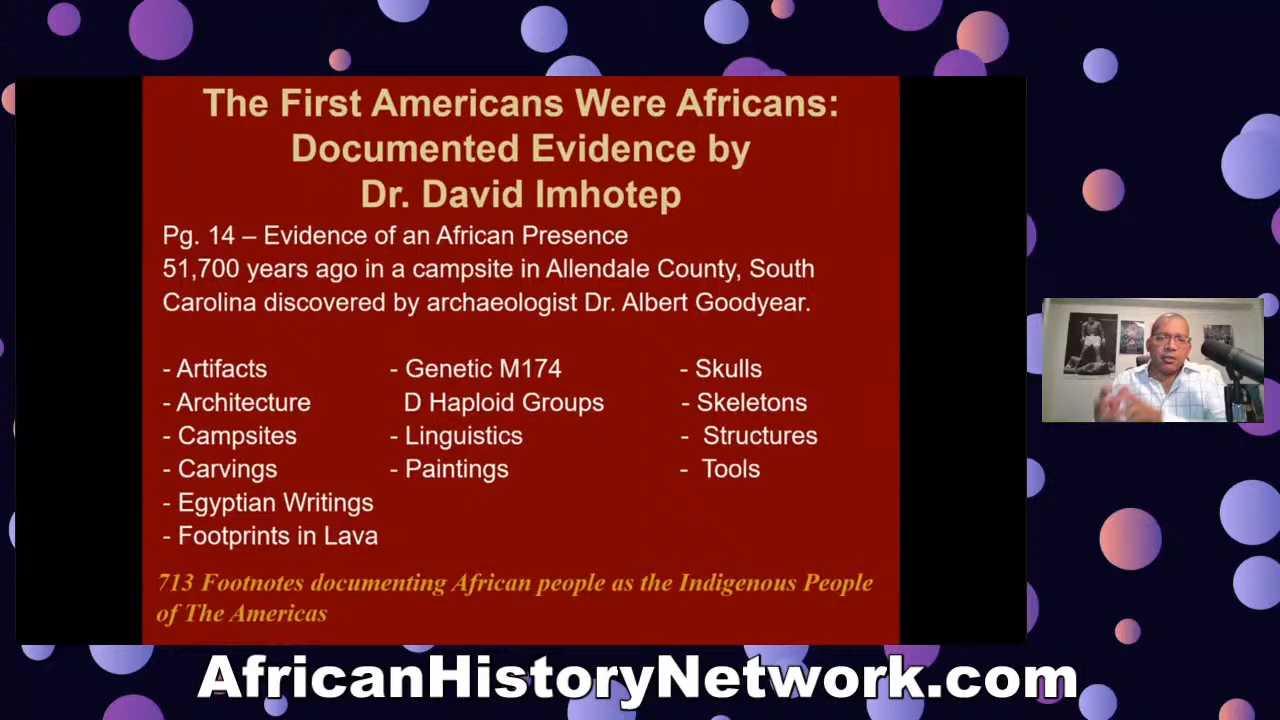 The First Americans Were Africans:
Documented Evidence by
Dr. David Imhotep
Pg. 14 – Evidence of an African Presence
51,700 years ago in a campsite in Allendale County, South
Carolina discovered by archaeologist Dr. Albert Goodyear.
- Artifacts
- Architecture
- Campsites
- Carvings
- Egyptian Writings
- Footprints in Lava
- Genetic M174
D Haploid Groups
- Linguistics
- Paintings
- Skulls
- Skeletons
- Structures
- Tools
713 Footnotes documenting African people as the Indigenous People
of The Americas
AfricanHistoryNetwork.com